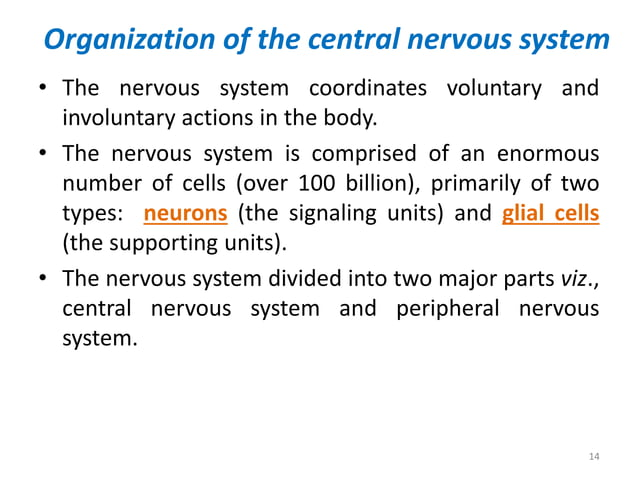 Organization of the central nervous system
• The nervous system coordinates voluntary and
involuntary actions in the body.
• The nervous system is comprised of an enormous
number of cells (over 100 billion), primarily of two
types: neurons (the signaling units) and glial cells
(the supporting units).
• The nervous system divided into two major parts viz.,
central nervous system and peripheral nervous
system.
14